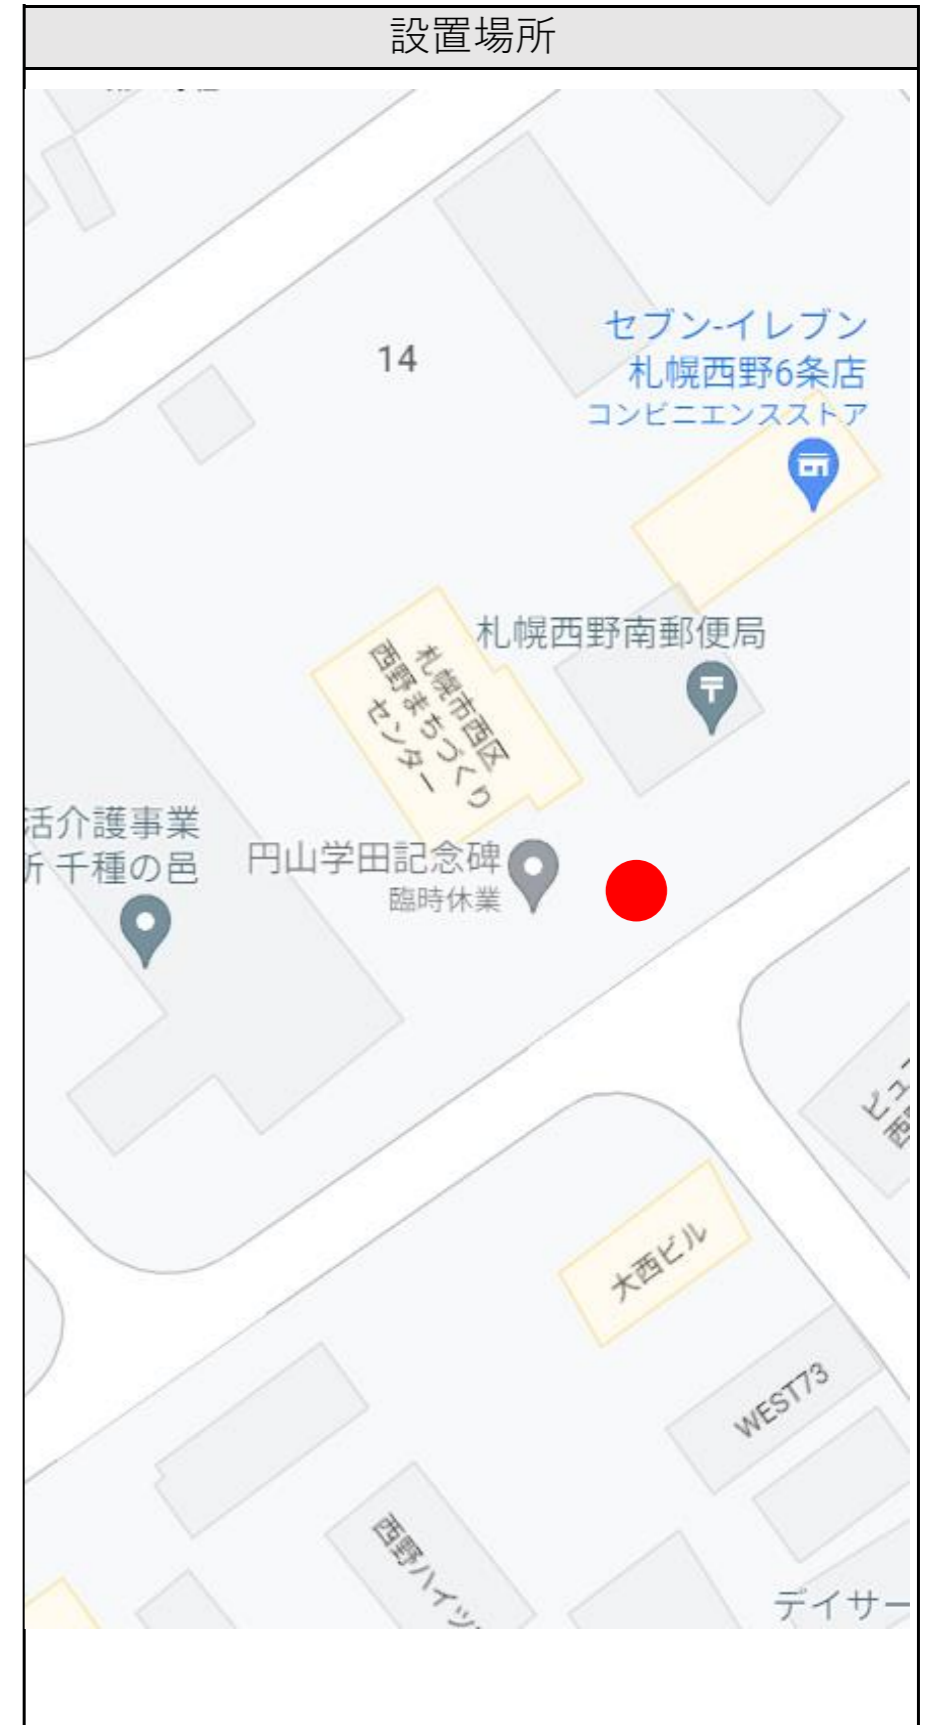 設置場所
14
セブン-イレブン
札幌西野6条店
コンビニエンスストア
札幌西野南郵便局
札幌市西区
西野まちづくり
センター
活介護事業
所 千種の邑
円山学田記念碑
臨時休業
ビュー
西
大西ビル
WEST73
西野ハイツ
デイサー